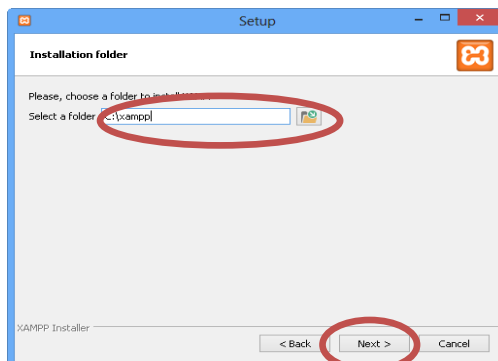 Setup
Installation folder
Please, choose a folder to install
Select a folder C:\xampp
XAMPP Installer
< Back Next > Cancel